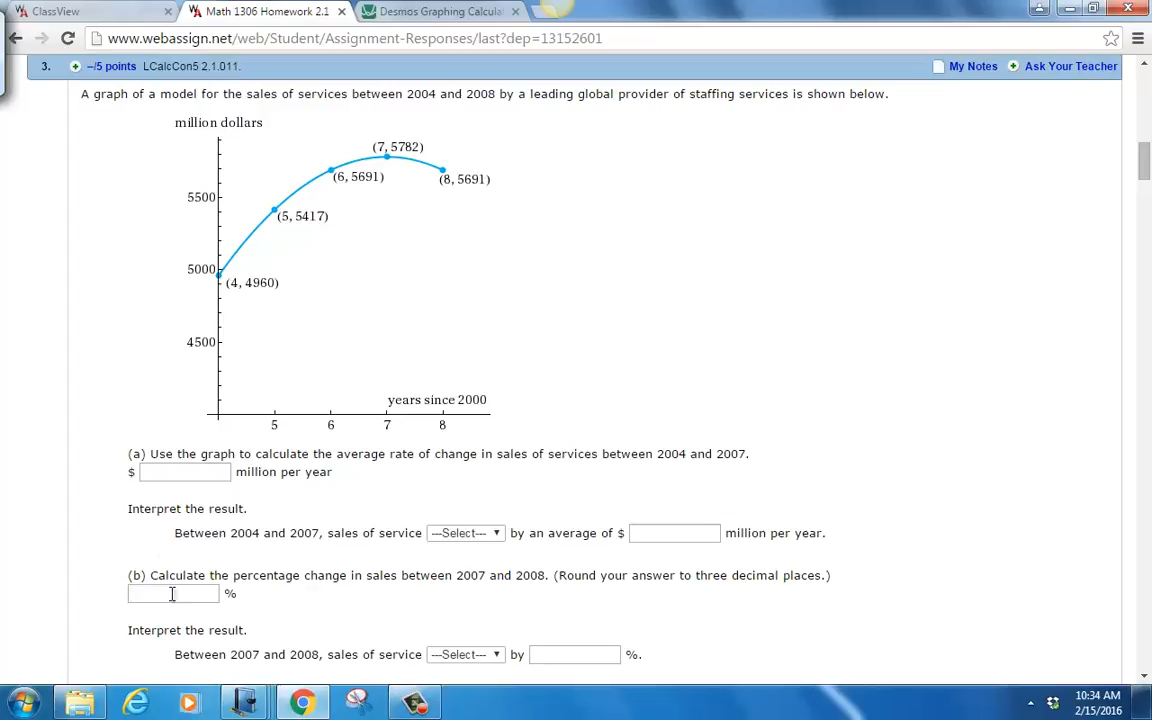 ClassView
Math 1306 Homework 2.1
Desmos Graphing Calcula
www.webassign.net/web/Student/Assignment-Responses/last?dep=13152601
3. –/5 points LCalcCon5 2.1.011. My Notes Ask Your Teacher
A graph of a model for the sales of services between 2004 and 2008 by a leading global provider of staffing services is shown below.
million dollars
(7, 5782)
(6, 5691)
(8, 5691)
5500
(5, 5417)
5000
(4, 4960)
4500
years since 2000
5 6 7 8
(a) Use the graph to calculate the average rate of change in sales of services between 2004 and 2007.
$ million per year
Interpret the result.
Between 2004 and 2007, sales of service ---Select--- by an average of $ million per year.
(b) Calculate the percentage change in sales between 2007 and 2008. (Round your answer to three decimal places.)
%
Interpret the result.
Between 2007 and 2008, sales of service ---Select--- by %.
10:34 AM
2/15/2016